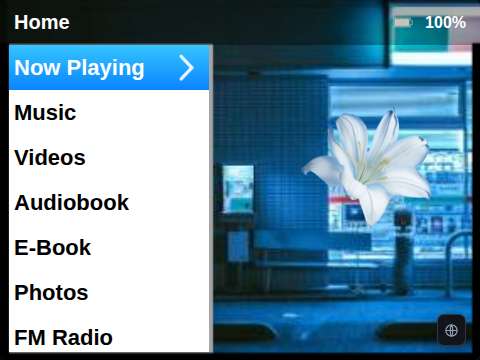 Home
100%
Now Playing
Music
Videos
Audiobook
E-Book
Photos
FM Radio